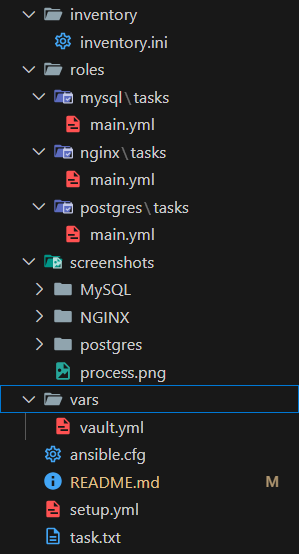 inventory
inventory.ini
roles
mysql\tasks
main.yml
nginx\tasks
main.yml
postgres\tasks
main.yml
screenshots
MySQL
NGINX
postgres
process.png
vars
vault.yml
ansible.cfg
README.md M
setup.yml
task.txt